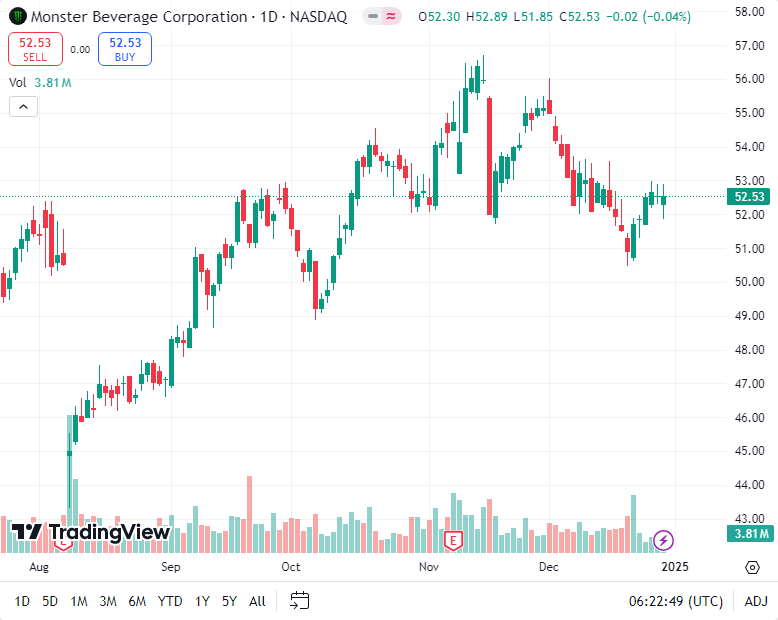 Monster Beverage Corporation · 1D · NASDAQ O52.30 H52.89 L51.85 C52.53 −0.02 (−0.04%)
52.53 SELL 0.00 52.53 BUY
Vol 3.81M
58.00
57.00
56.00
55.00
54.00
53.00
52.53
52.00
51.00
50.00
49.00
48.00
47.00
46.00
45.00
44.00
43.00
3.81M
TradingView
E E
Aug Sep Oct Nov Dec 2025
1D 5D 1M 3M 6M YTD 1Y 5Y All 06:22:49 (UTC) ADJ